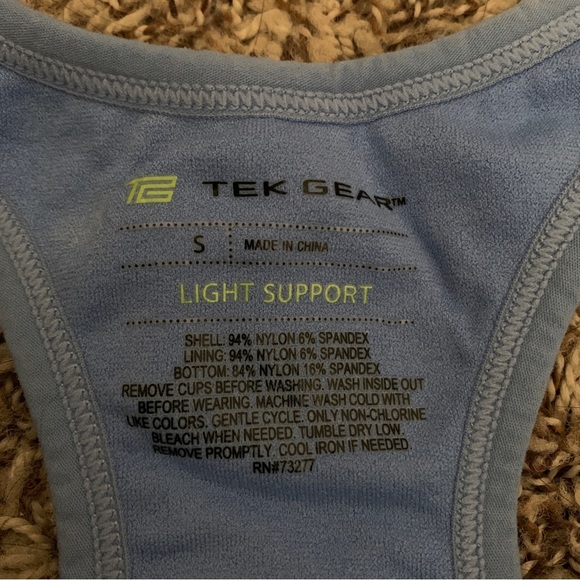 TG TEK GEAR™
S MADE IN CHINA
LIGHT SUPPORT
SHELL: 94% NYLON 6% SPANDEX
LINING: 94% NYLON 6% SPANDEX
BOTTOM: 84% NYLON 16% SPANDEX
REMOVE CUPS BEFORE WASHING. WASH INSIDE OUT
BEFORE WEARING. MACHINE WASH COLD WITH
LIKE COLORS. GENTLE CYCLE. ONLY NON-CHLORINE
BLEACH WHEN NEEDED. TUMBLE DRY LOW.
REMOVE PROMPTLY. COOL IRON IF NEEDED
RN#73277